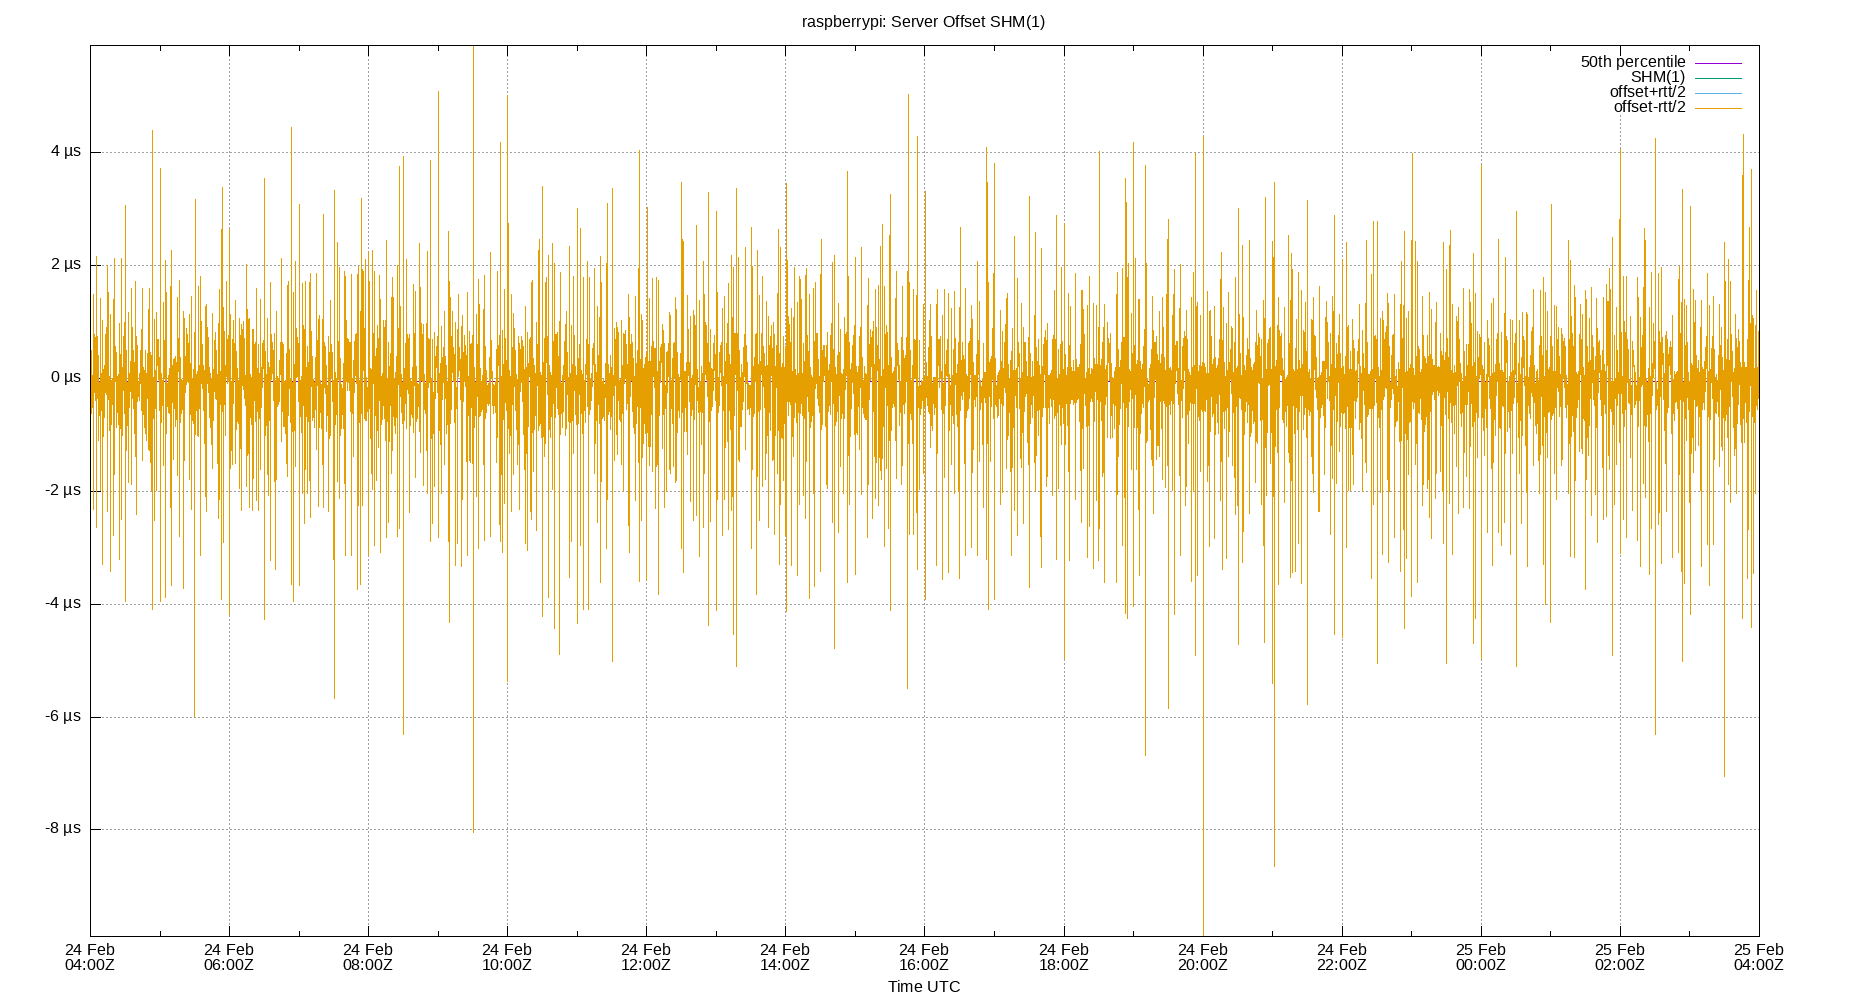 raspberrypi: Server Offset SHM(1)
50th percentile
SHM(1)
offset+rtt/2
offset-rtt/2
4 µs
2 µs
0 µs
-2 µs
-4 µs
-6 µs
-8 µs
24 Feb 24 Feb 24 Feb 24 Feb 24 Feb 24 Feb 24 Feb 24 Feb 24 Feb 24 Feb 25 Feb 25 Feb 25 Feb
04:00Z 06:00Z 08:00Z 10:00Z 12:00Z 14:00Z 16:00Z 18:00Z 20:00Z 22:00Z 00:00Z 02:00Z 04:00Z
Time UTC